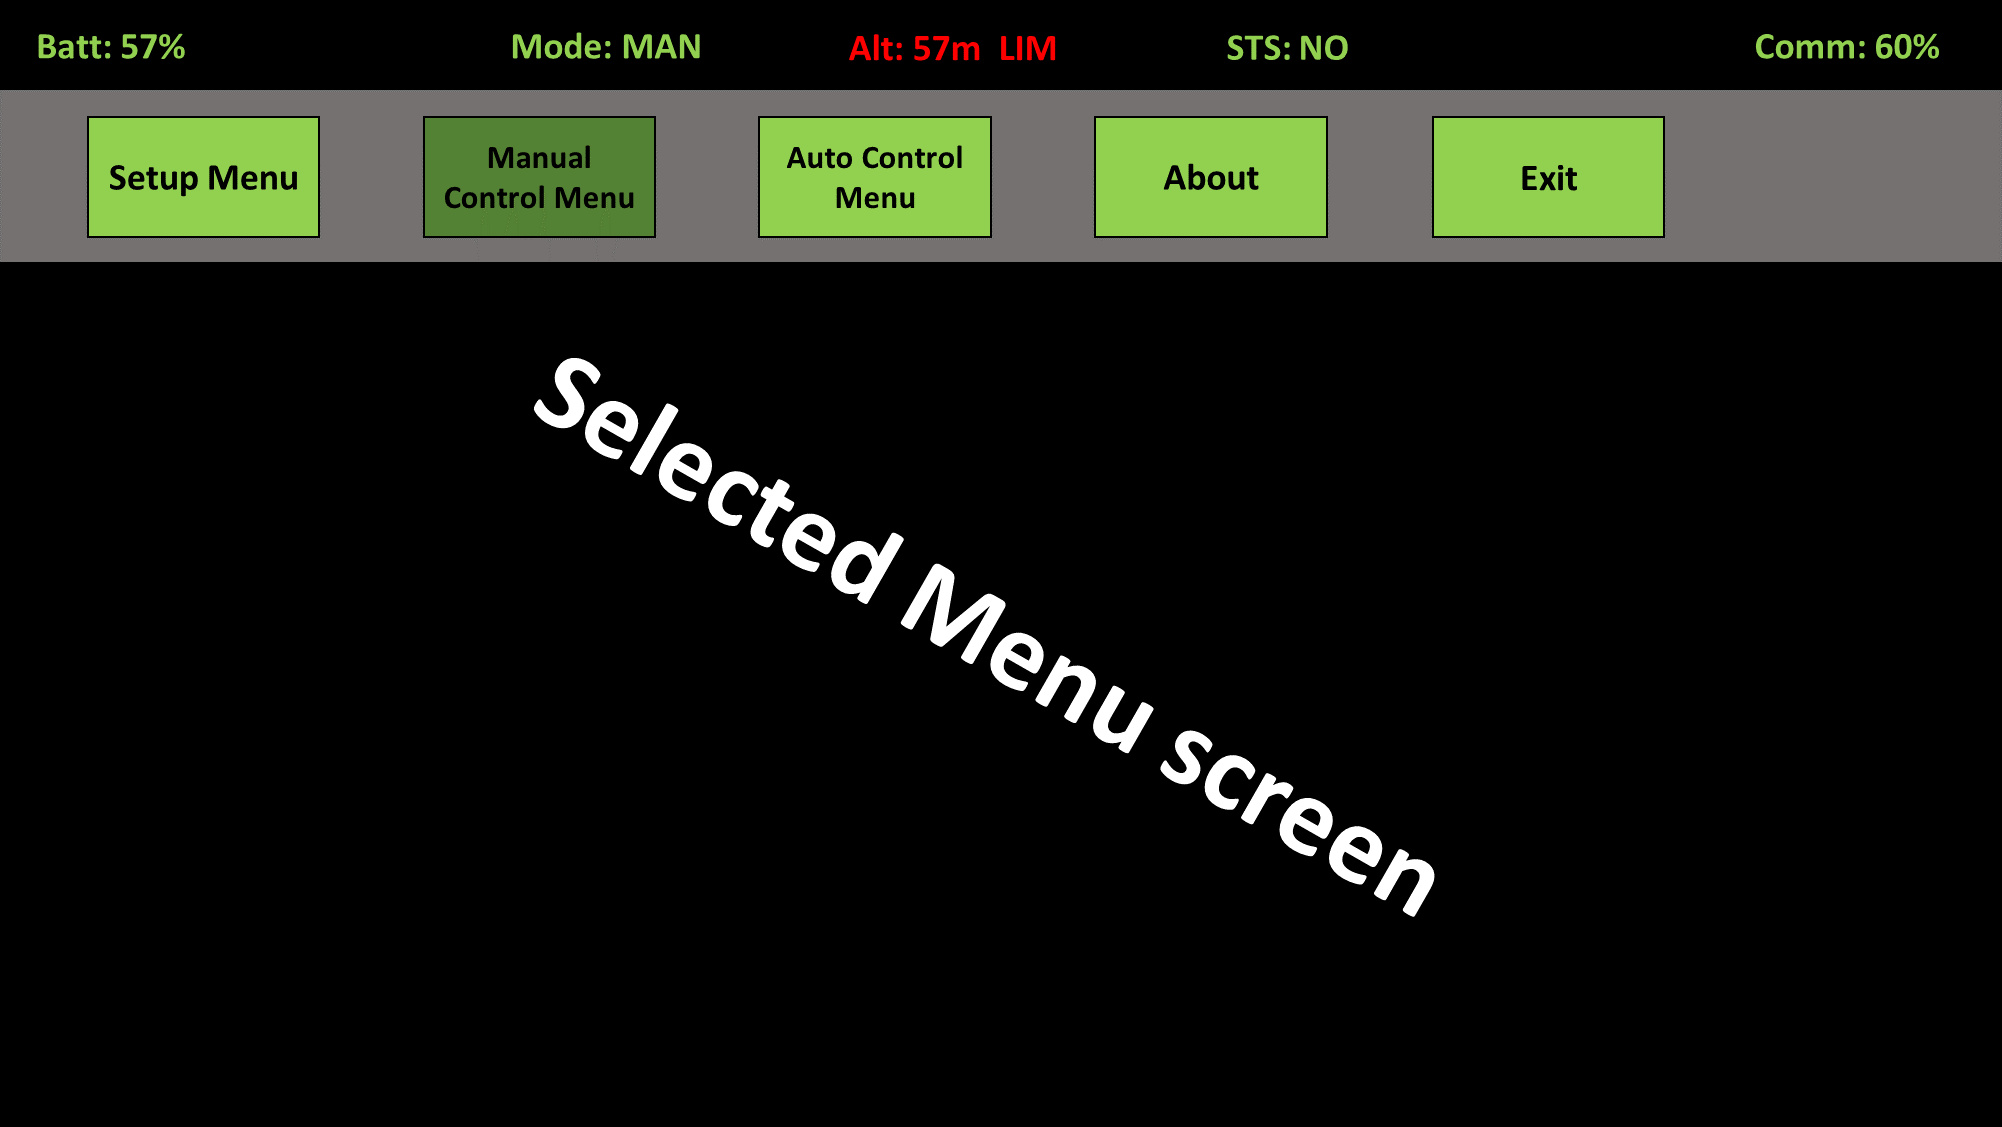 Batt: 57% Mode: MAN Alt: 57m LIM STS: NO Comm: 60%
Setup Menu
Manual
Control Menu
Auto Control
Menu
About
Exit
Selected Menu screen